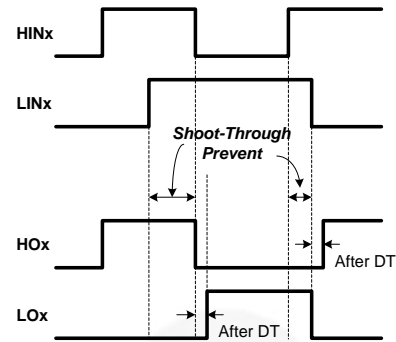 HINx
LINx
Shoot-Through
Prevent
HOx
After DT
LOx
After DT